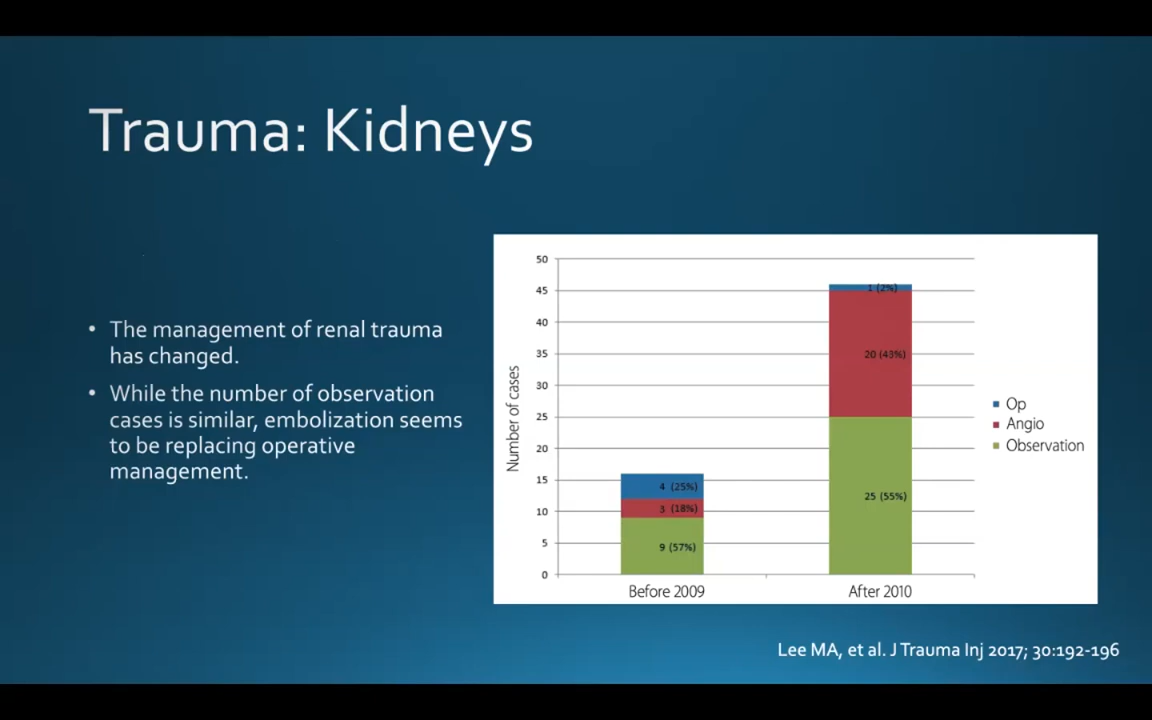 Trauma: Kidneys
• The management of renal trauma
has changed.
• While the number of observation
cases is similar, embolization seems
to be replacing operative
management.
Number of cases
50
45
40
35
30
25
20
15
10
5
0
4 (25%)
3 (18%)
9 (57%)
1 (2%)
20 (43%)
25 (55%)
Before 2009
After 2010
Op
Angio
Observation
Lee MA, et al. J Trauma Inj 2017; 30:192-196